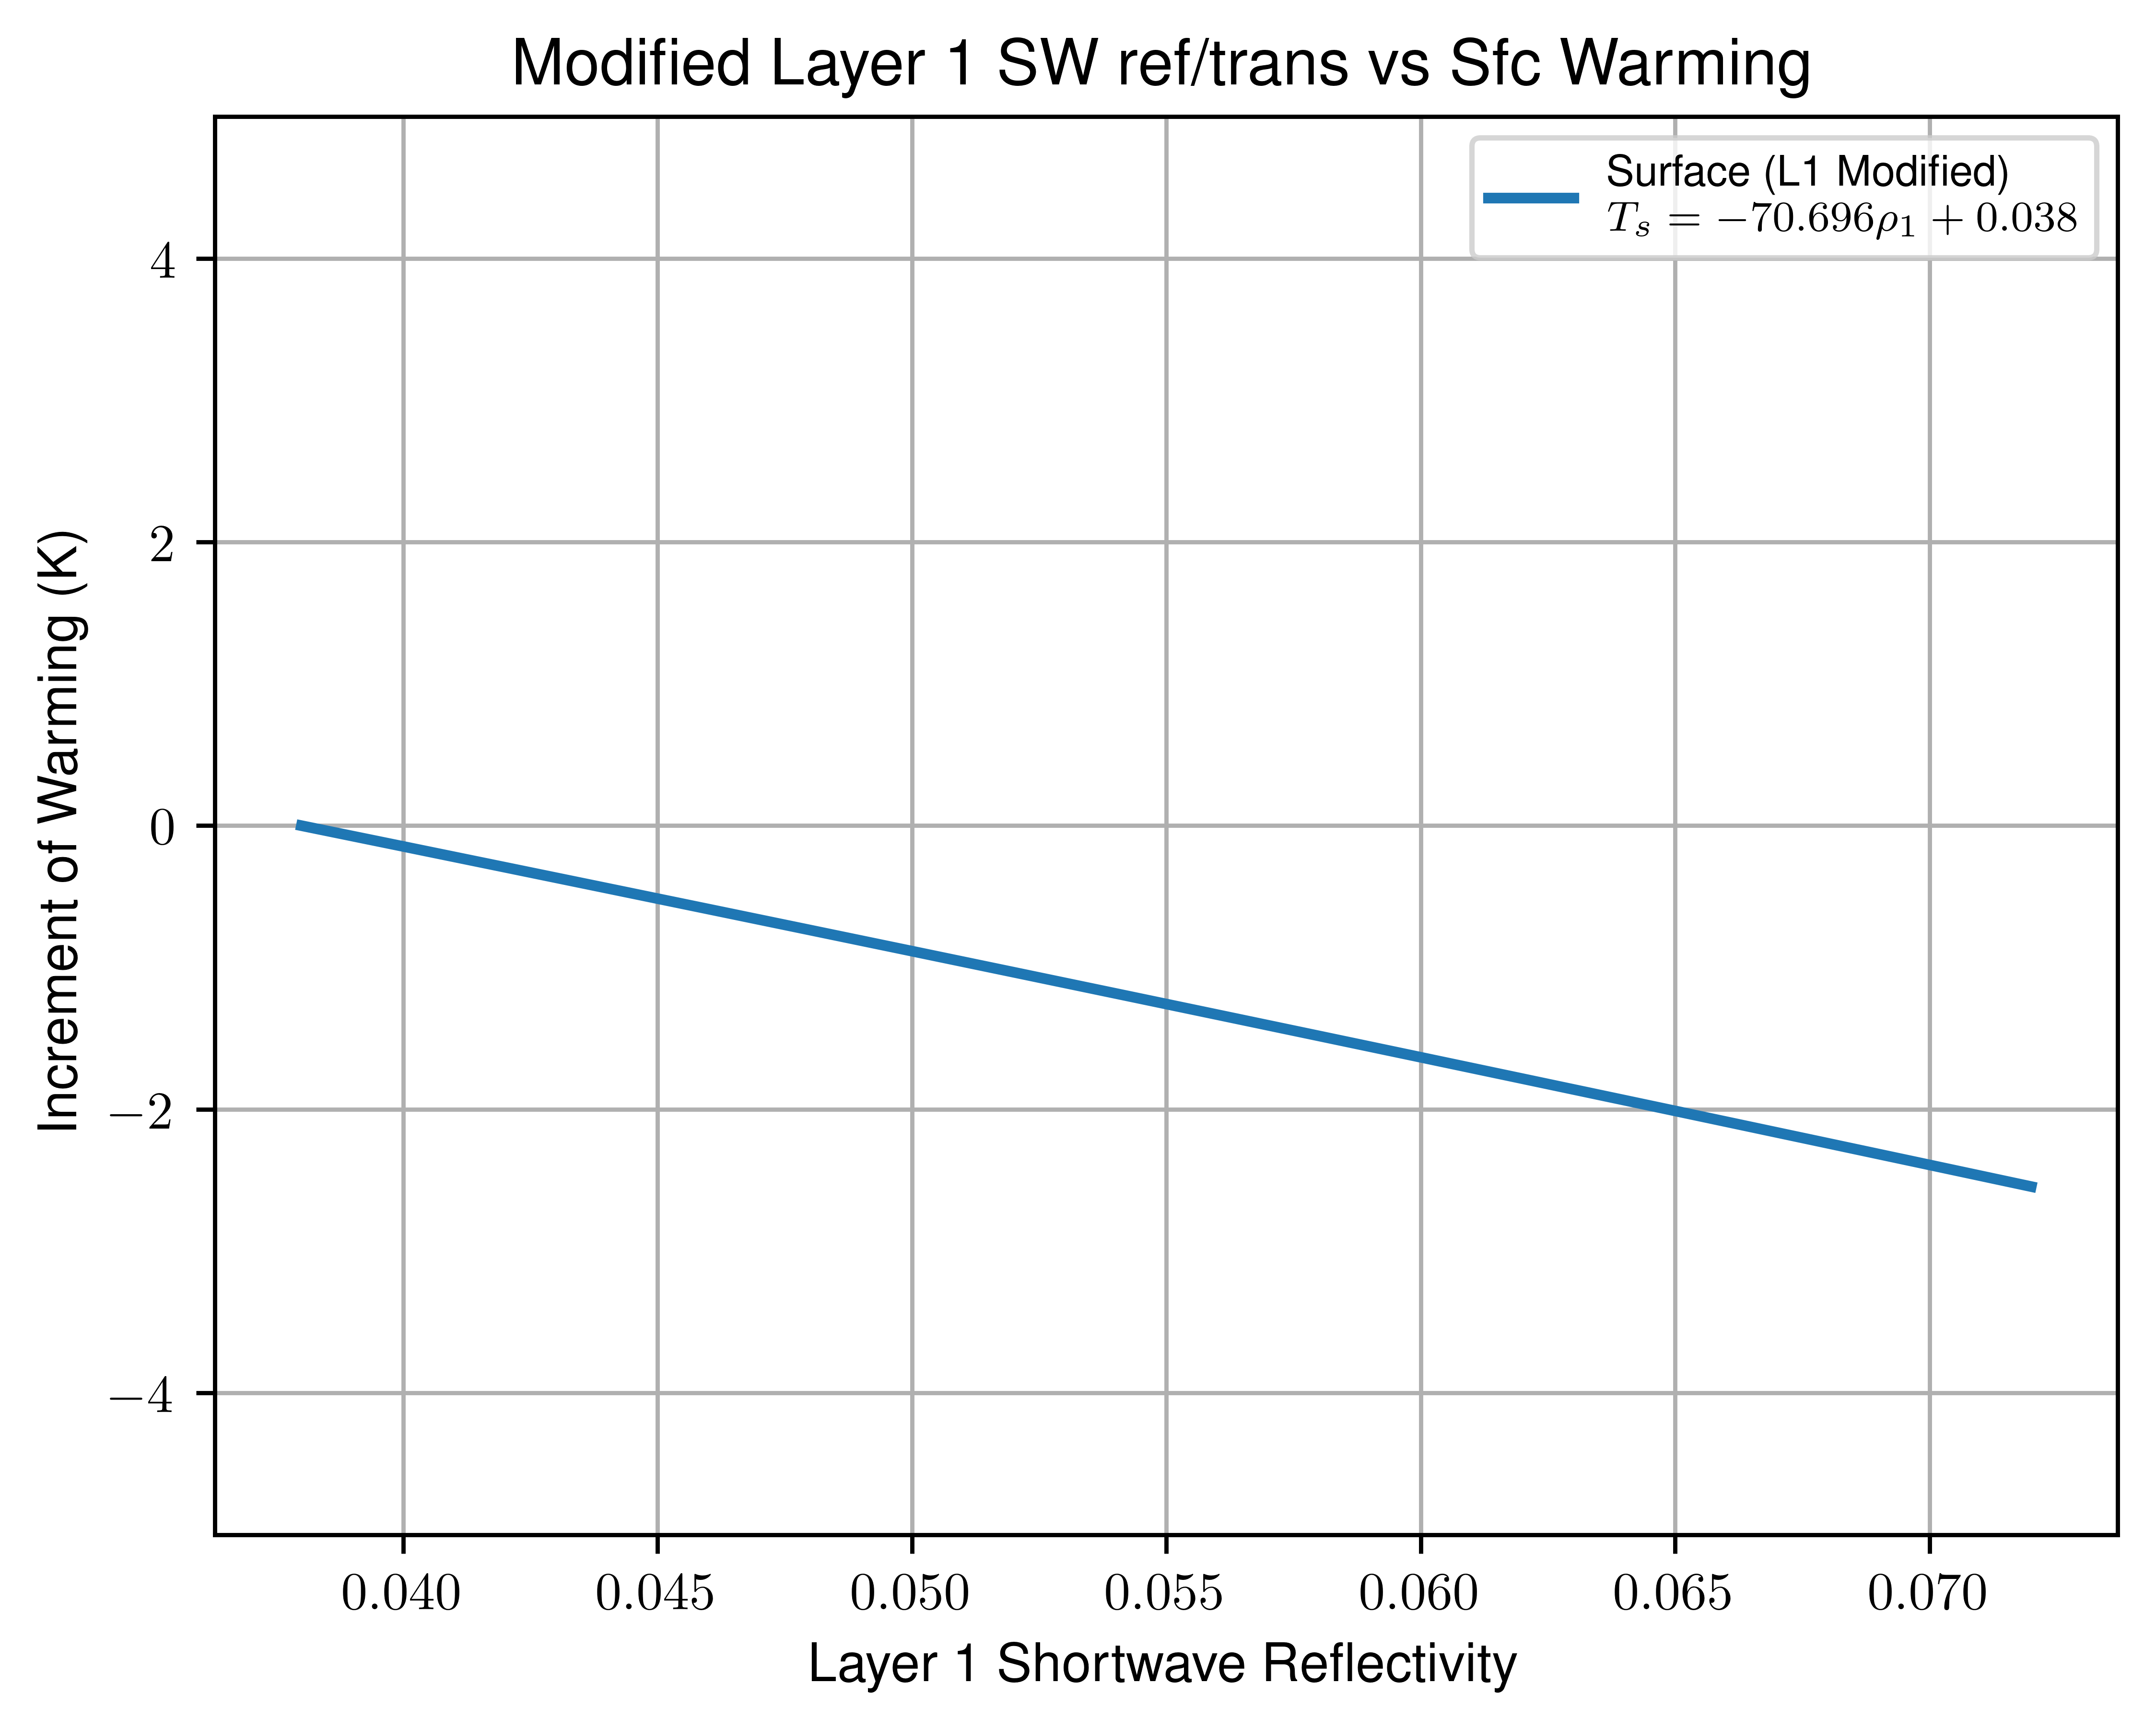 Modified Layer 1 SW ref/trans vs Sfc Warming
Surface (L1 Modified)
T_s = −70.696ρ_1 + 0.038
Increment of Warming (K)
4
2
0
−2
−4
0.040 0.045 0.050 0.055 0.060 0.065 0.070
Layer 1 Shortwave Reflectivity